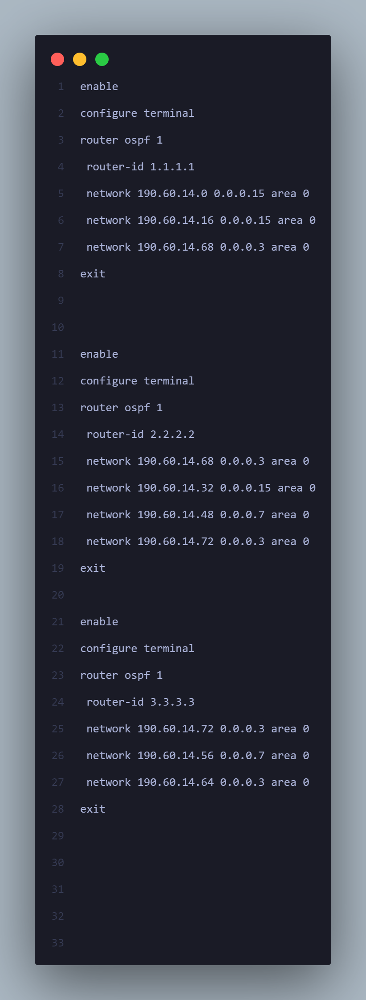 1 enable
2 configure terminal
3 router ospf 1
4 router-id 1.1.1.1
5 network 190.60.14.0 0.0.0.15 area 0
6 network 190.60.14.16 0.0.0.15 area 0
7 network 190.60.14.68 0.0.0.3 area 0
8 exit
9
10
11 enable
12 configure terminal
13 router ospf 1
14 router-id 2.2.2.2
15 network 190.60.14.68 0.0.0.3 area 0
16 network 190.60.14.32 0.0.0.15 area 0
17 network 190.60.14.48 0.0.0.7 area 0
18 network 190.60.14.72 0.0.0.3 area 0
19 exit
20
21 enable
22 configure terminal
23 router ospf 1
24 router-id 3.3.3.3
25 network 190.60.14.72 0.0.0.3 area 0
26 network 190.60.14.56 0.0.0.7 area 0
27 network 190.60.14.64 0.0.0.3 area 0
28 exit
29
30
31
32
33